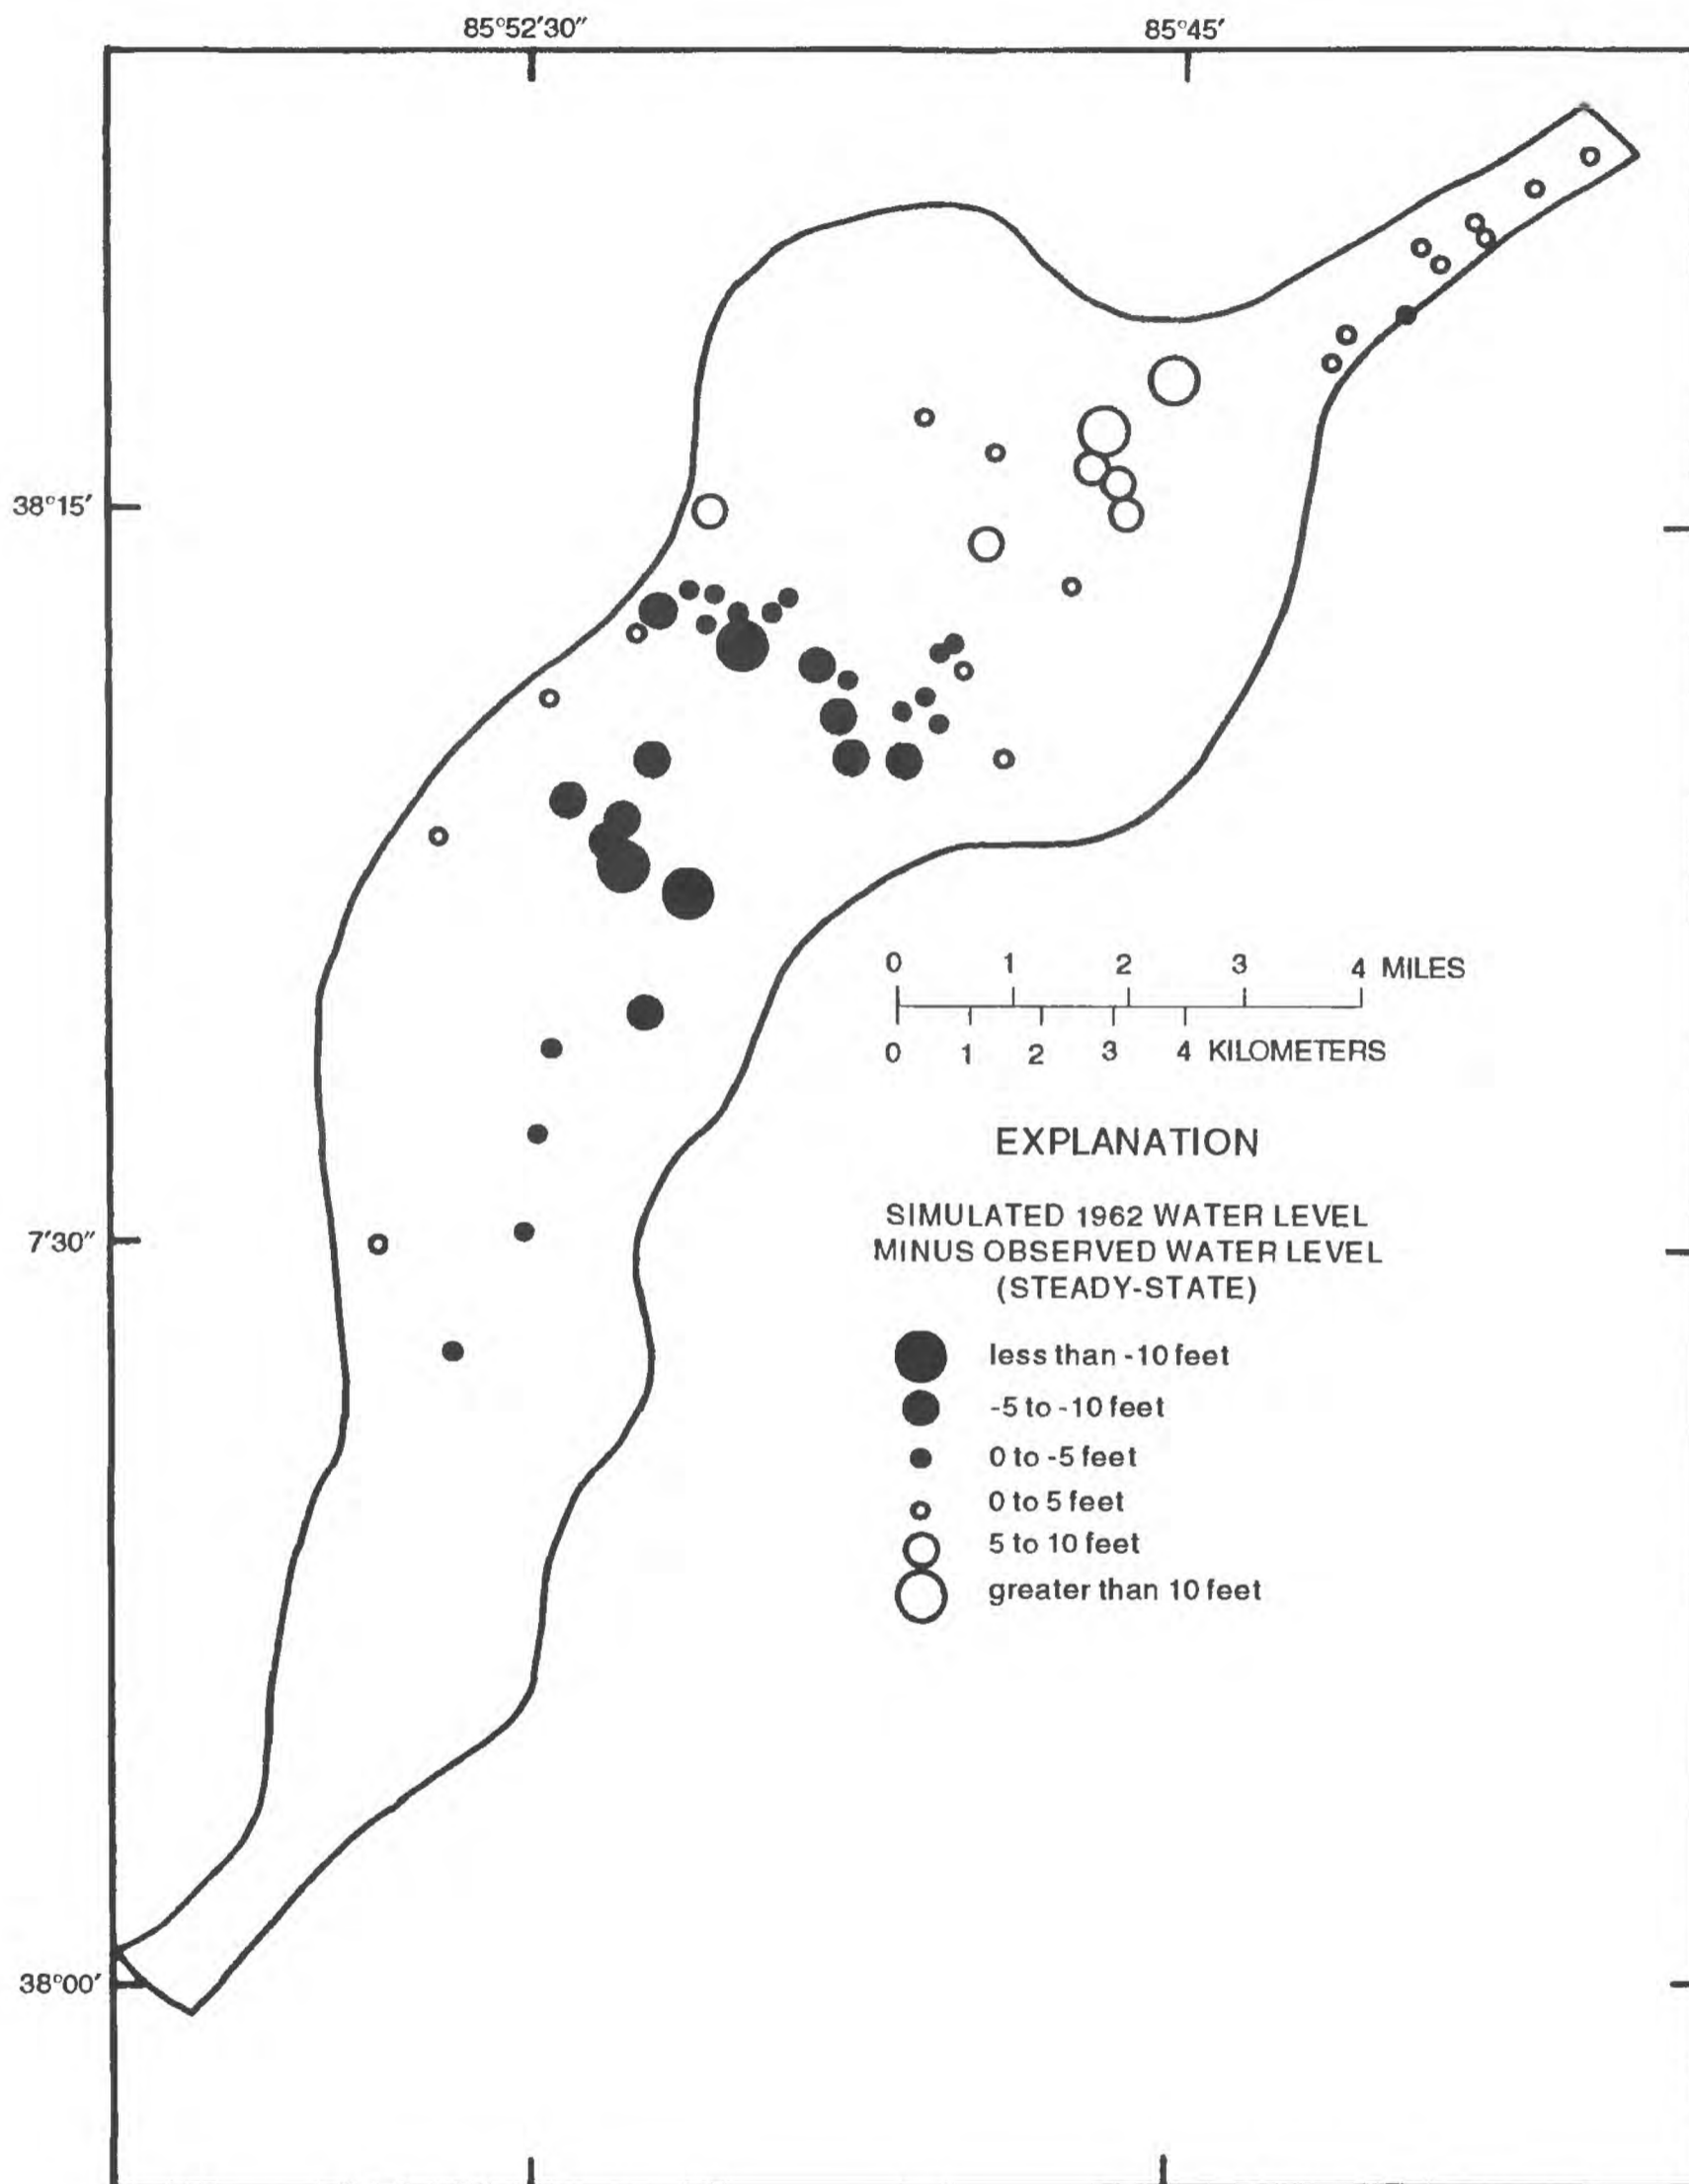 85°52'30" 85°45'
38°15'
7'30"
38°00'
0 1 2 3 4 MILES
0 1 2 3 4 KILOMETERS
EXPLANATION
SIMULATED 1962 WATER LEVEL
MINUS OBSERVED WATER LEVEL
(STEADY-STATE)
less than -10 feet
-5 to -10 feet
0 to -5 feet
0 to 5 feet
5 to 10 feet
greater than 10 feet